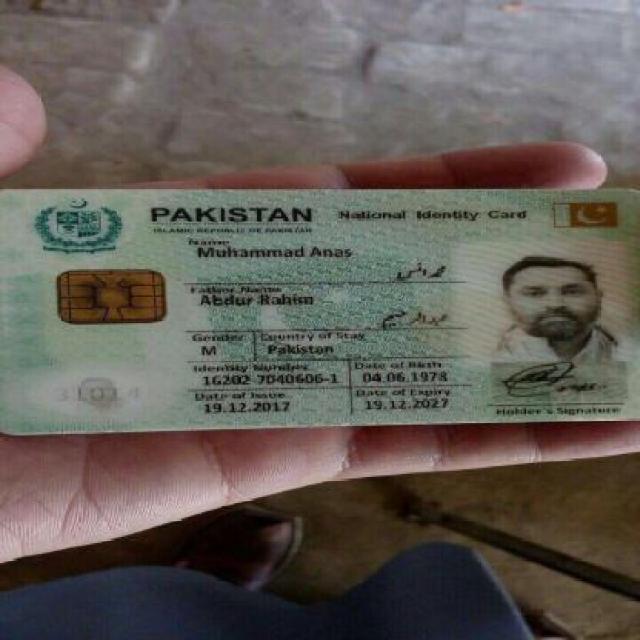 PAKISTAN National Identity Card
ISLAMIC REPUBLIC OF PAKISTAN
Name
Muhammad Anas
محمد انس
Father Name
Abdur Rahim
عبدالرحیم
Gender Country of Stay
M Pakistan
Identity Number Date of Birth
16202-7040606-1 04.06.1978
Date of Issue Date of Expiry
19.12.2017 19.12.2027
Holder's Signature